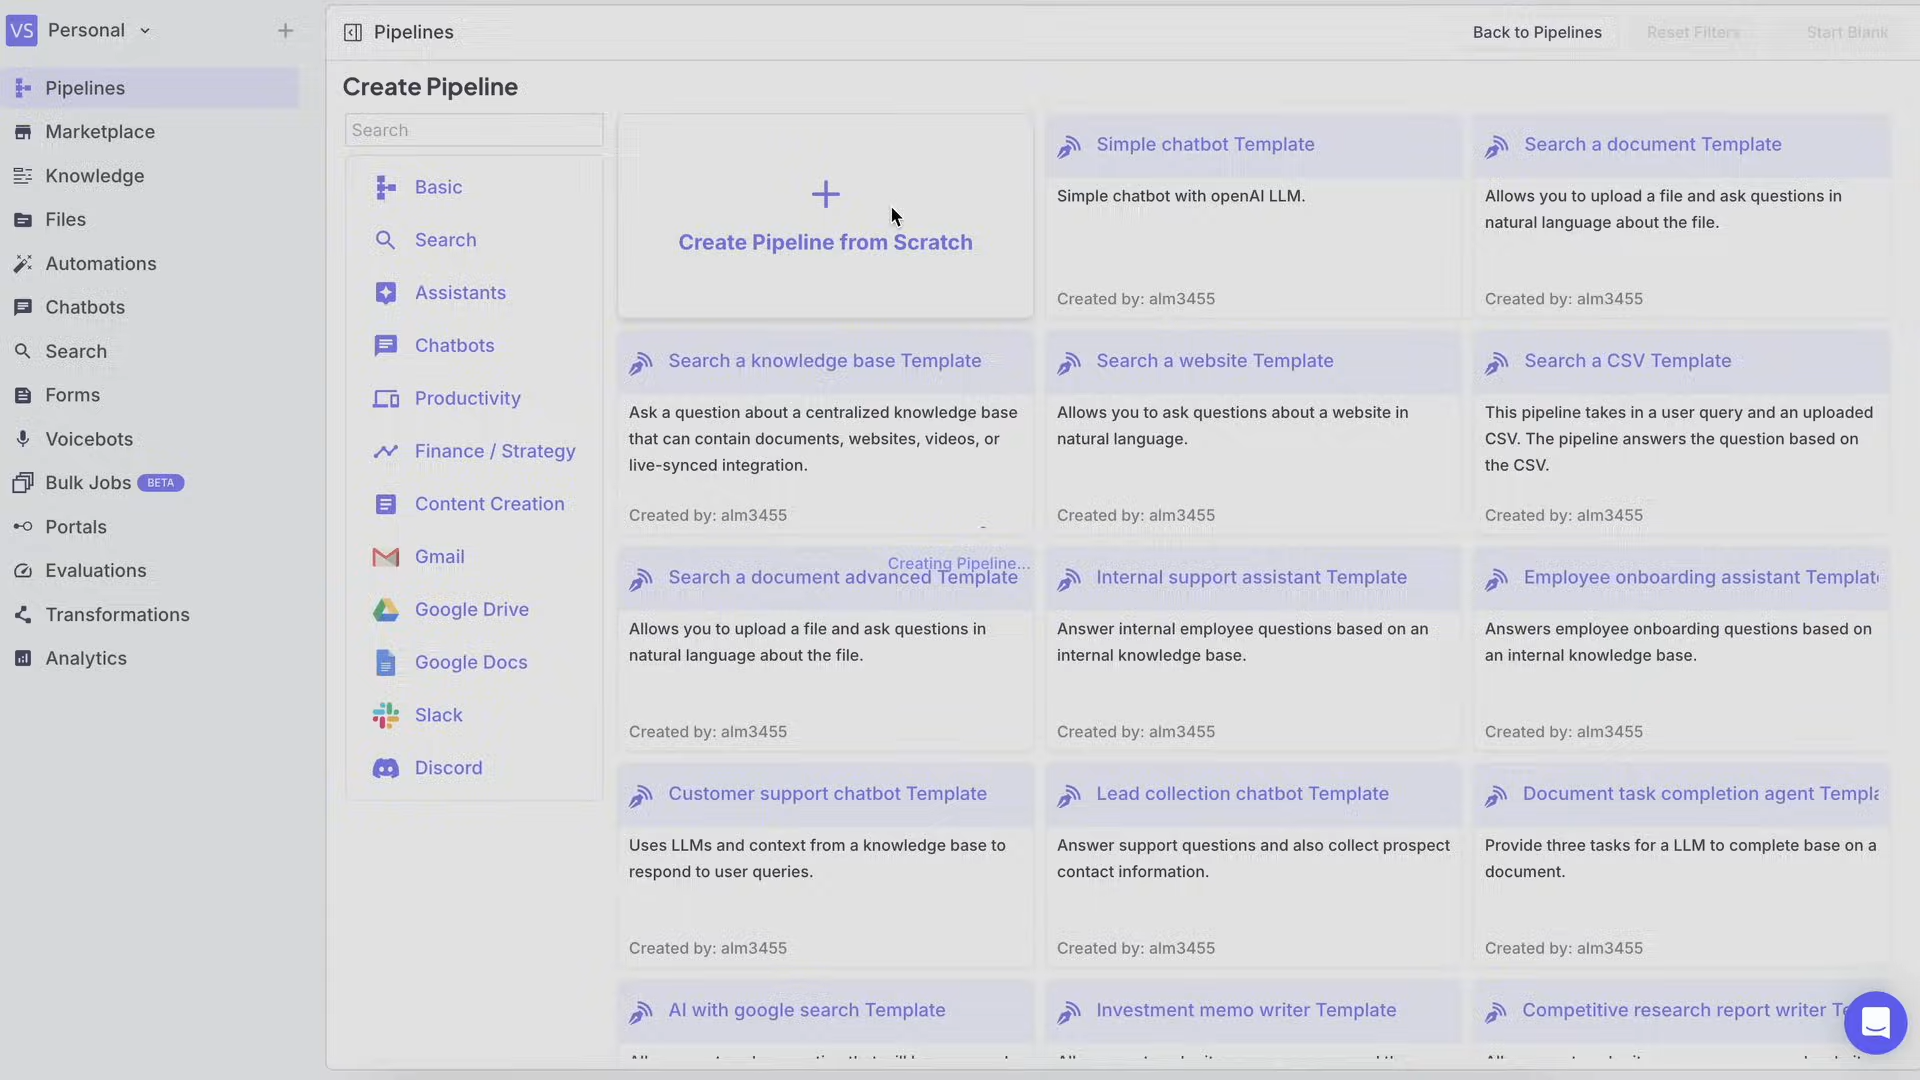 VS Personal
Pipelines
Marketplace
Knowledge
Files
Automations
Chatbots
Search
Forms
Voicebots
Bulk Jobs BETA
Portals
Evaluations
Transformations
Analytics
Pipelines
Back to Pipelines
Reset Filters
Start Blank
Create Pipeline
Search
Basic
Search
Assistants
Chatbots
Productivity
Finance / Strategy
Content Creation
Gmail
Google Drive
Google Docs
Slack
Discord
Create Pipeline from Scratch
Simple chatbot Template
Simple chatbot with openAI LLM.
Created by: alm3455
Search a document Template
Allows you to upload a file and ask questions in
natural language about the file.
Created by: alm3455
Search a knowledge base Template
Ask a question about a centralized knowledge base
that can contain documents, websites, videos, or
live-synced integration.
Created by: alm3455
Search a website Template
Allows you to ask questions about a website in
natural language.
Created by: alm3455
Search a CSV Template
This pipeline takes in a user query and an uploaded
CSV. The pipeline answers the question based on
the CSV.
Created by: alm3455
Creating Pipeline...
Search a document advanced Template
Allows you to upload a file and ask questions in
natural language about the file.
Created by: alm3455
Internal support assistant Template
Answer internal employee questions based on an
internal knowledge base.
Created by: alm3455
Employee onboarding assistant Templat
Answers employee onboarding questions based on
an internal knowledge base.
Created by: alm3455
Customer support chatbot Template
Uses LLMs and context from a knowledge base to
respond to user queries.
Created by: alm3455
Lead collection chatbot Template
Answer support questions and also collect prospect
contact information.
Created by: alm3455
Document task completion agent Templa
Provide three tasks for a LLM to complete base on a
document.
Created by: alm3455
AI with google search Template
Investment memo writer Template
Competitive research report writer Te